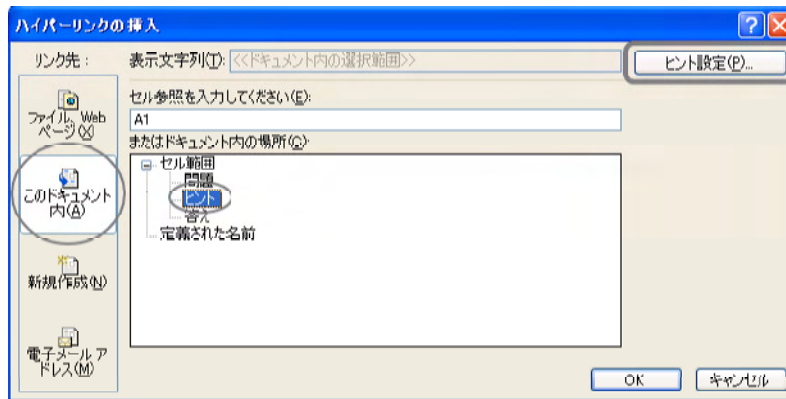 ハイパーリンクの挿入
リンク先：
表示文字列(T):
<<ドキュメント内の選択範囲>>
ヒント設定(P)...
ファイル、Web
ページ(X)
セル参照を入力してください(E):
A1
またはドキュメント内の場所(C):
セル範囲
問題
ヒント
答え
定義された名前
このドキュメント
内(A)
新規作成(N)
電子メール ア
ドレス(M)
OK
キャンセル